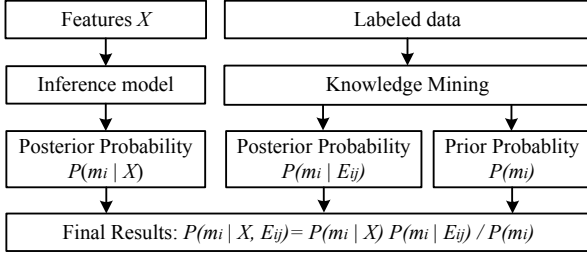 Features X
Labeled data
Inference model
Knowledge Mining
Posterior Probability
P(mi | X)
Posterior Probability
P(mi | Eij)
Prior Probablity
P(mi)
Final Results: P(mi | X, Eij)= P(mi | X) P(mi | Eij) / P(mi)